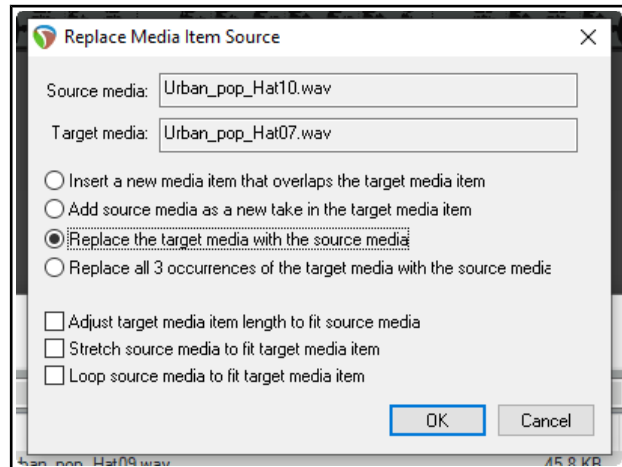 Replace Media Item Source
Source media: Urban_pop_Hat10.wav
Target media: Urban_pop_Hat07.wav
Insert a new media item that overlaps the target media item
Add source media as a new take in the target media item
Replace the target media with the source media
Replace all 3 occurrences of the target media with the source media
Adjust target media item length to fit source media
Stretch source media to fit target media item
Loop source media to fit target media item
OK Cancel
ban_pop_Hat09.wav 45.8 KB